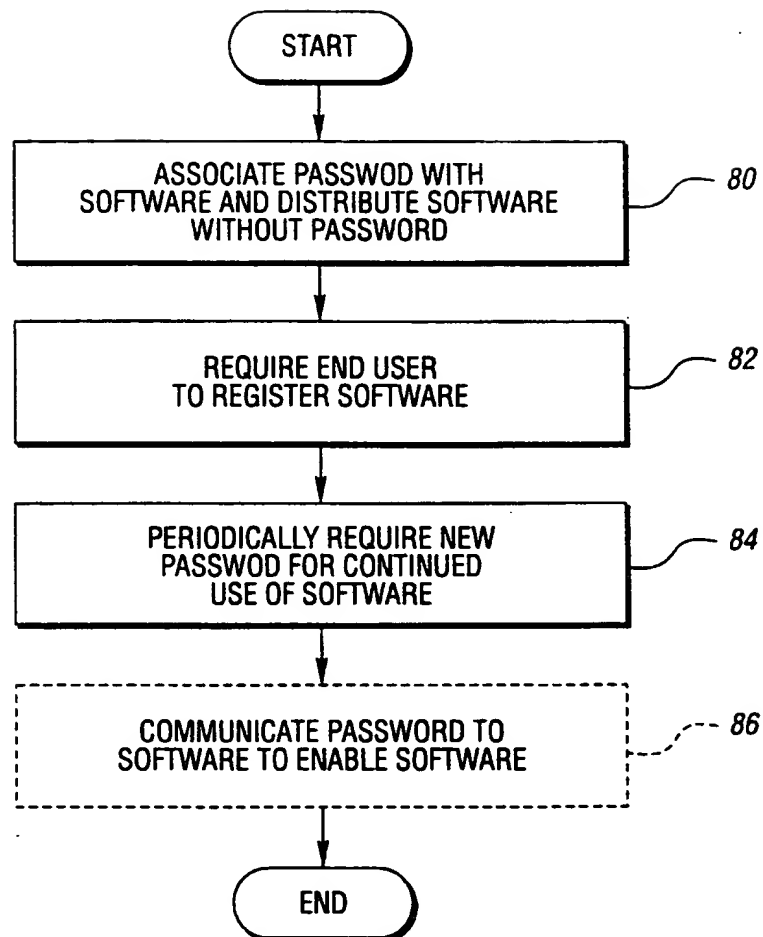 START
ASSOCIATE PASSWOD WITH
SOFTWARE AND DISTRIBUTE SOFTWARE
WITHOUT PASSWORD
80
REQUIRE END USER
TO REGISTER SOFTWARE
82
PERIODICALLY REQUIRE NEW
PASSWOD FOR CONTINUED
USE OF SOFTWARE
84
COMMUNICATE PASSWORD TO
SOFTWARE TO ENABLE SOFTWARE
86
END